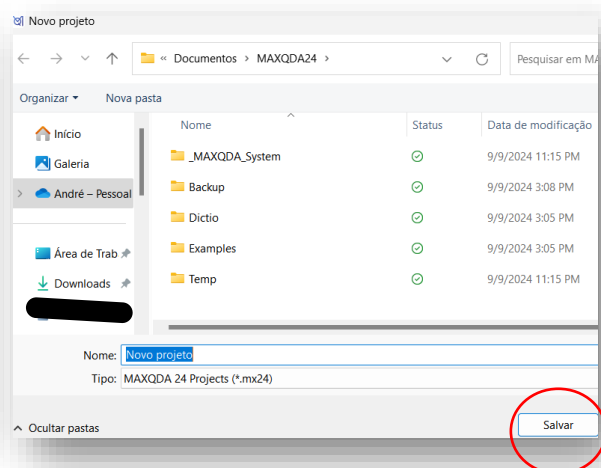 Novo projeto
« Documentos > MAXQDA24 >
Pesquisar em
Organizar Nova pasta
Nome Status Data de modificação
Início
Galeria
André – Pessoal
Área de Trab
Downloads
_MAXQDA_System 9/9/2024 11:15 PM
Backup 9/9/2024 3:08 PM
Dictio 9/9/2024 3:05 PM
Examples 9/9/2024 3:05 PM
Temp 9/9/2024 11:15 PM
Nome: Novo projeto
Tipo: MAXQDA 24 Projects (*.mx24)
Ocultar pastas
Salvar